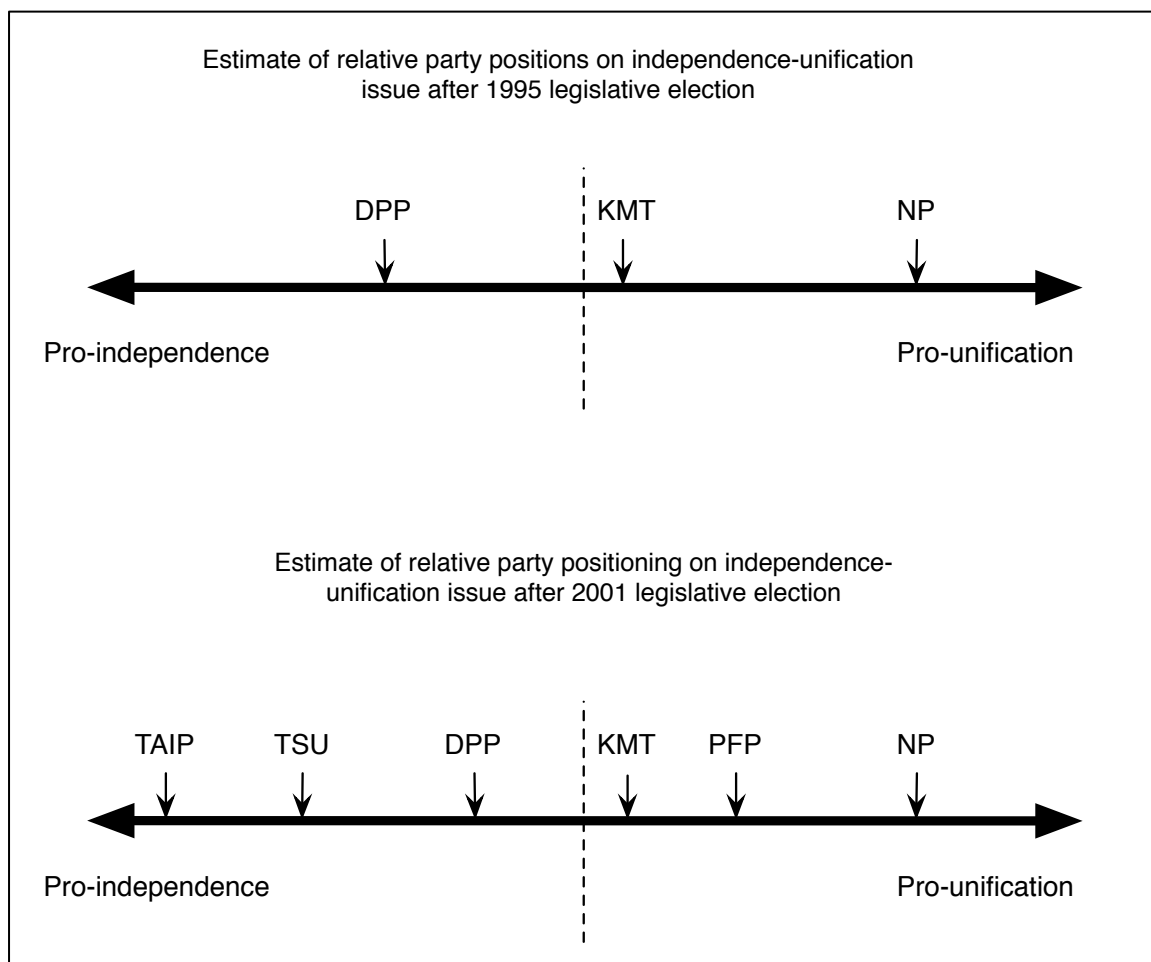 Estimate of relative party positions on independence-unification
issue after 1995 legislative election
DPP KMT NP
Pro-independence Pro-unification
Estimate of relative party positioning on independence-
unification issue after 2001 legislative election
TAIP TSU DPP KMT PFP NP
Pro-independence Pro-unification